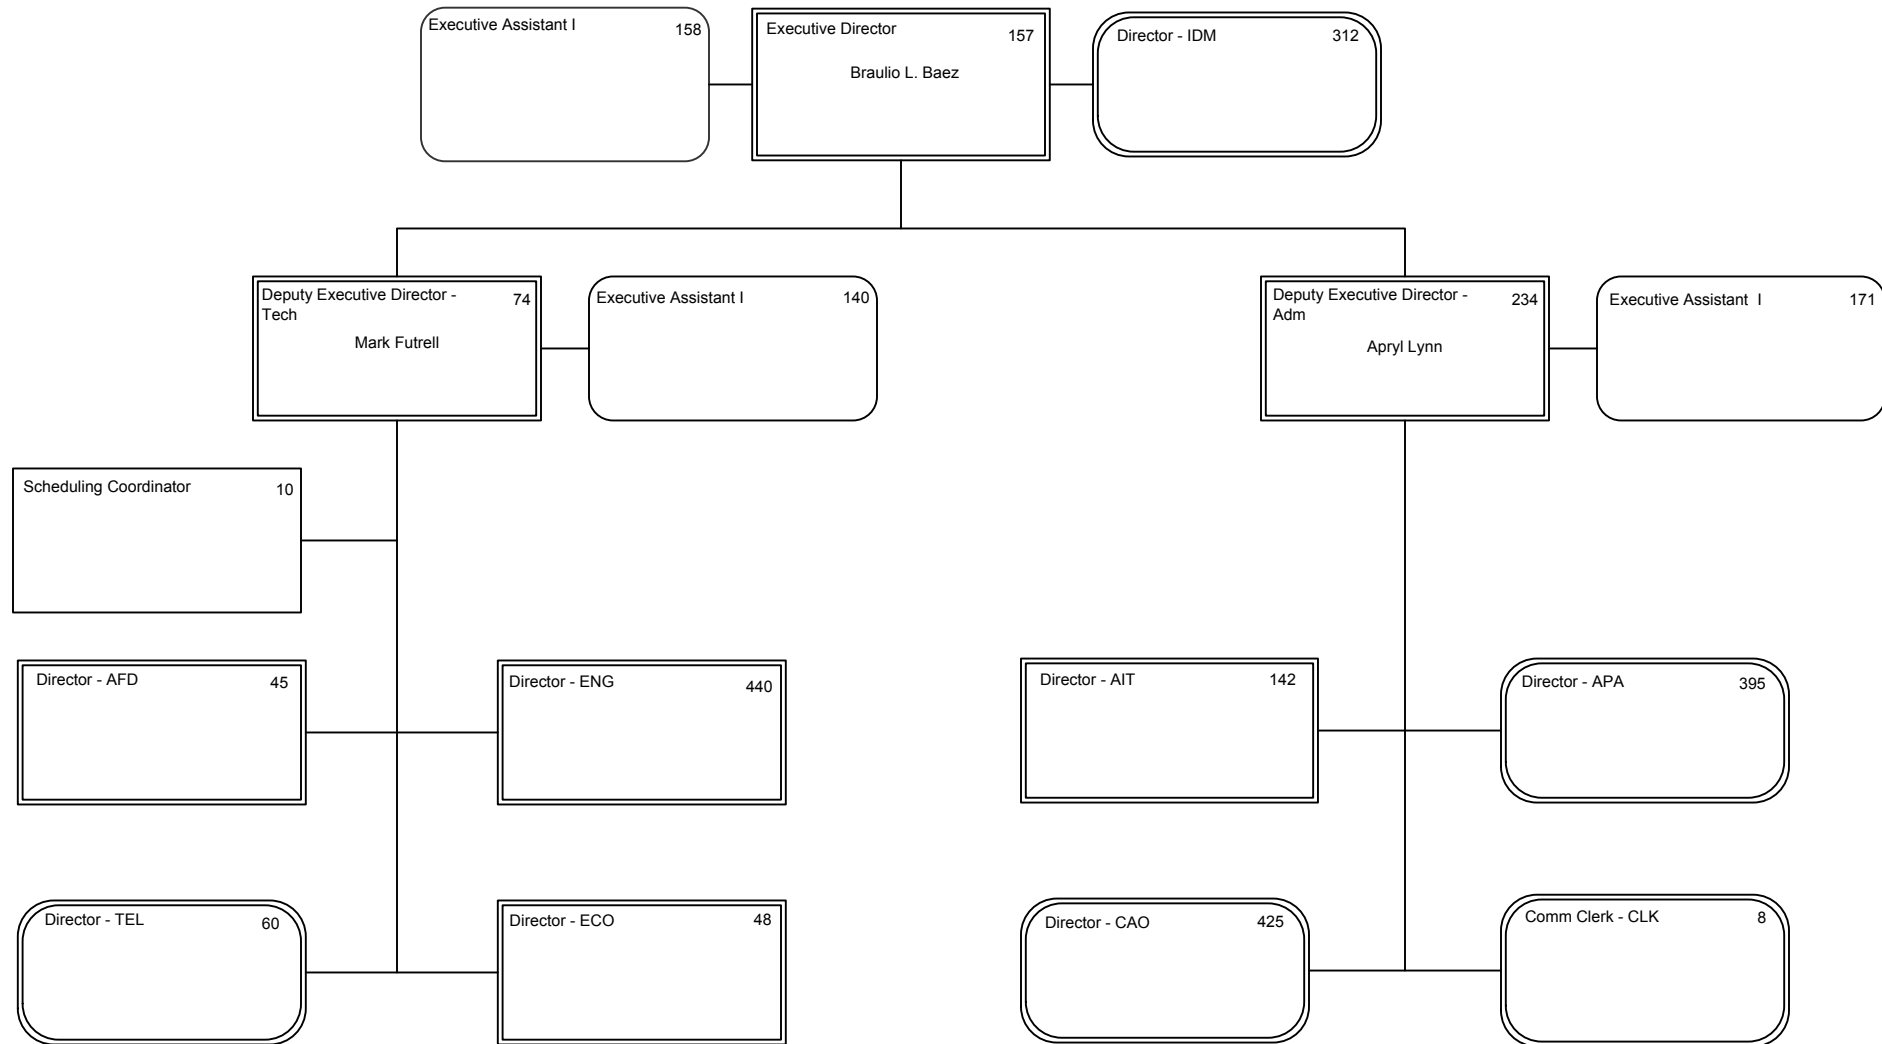 Executive Assistant I 158
Executive Director 157
Braulio L. Baez
Director - IDM 312
Deputy Executive Director - 74
Tech
Mark Futrell
Executive Assistant I 140
Deputy Executive Director - 234
Adm
Apryl Lynn
Executive Assistant I 171
Scheduling Coordinator 10
Director - AFD 45
Director - ENG 440
Director - AIT 142
Director - APA 395
Director - TEL 60
Director - ECO 48
Director - CAO 425
Comm Clerk - CLK 8